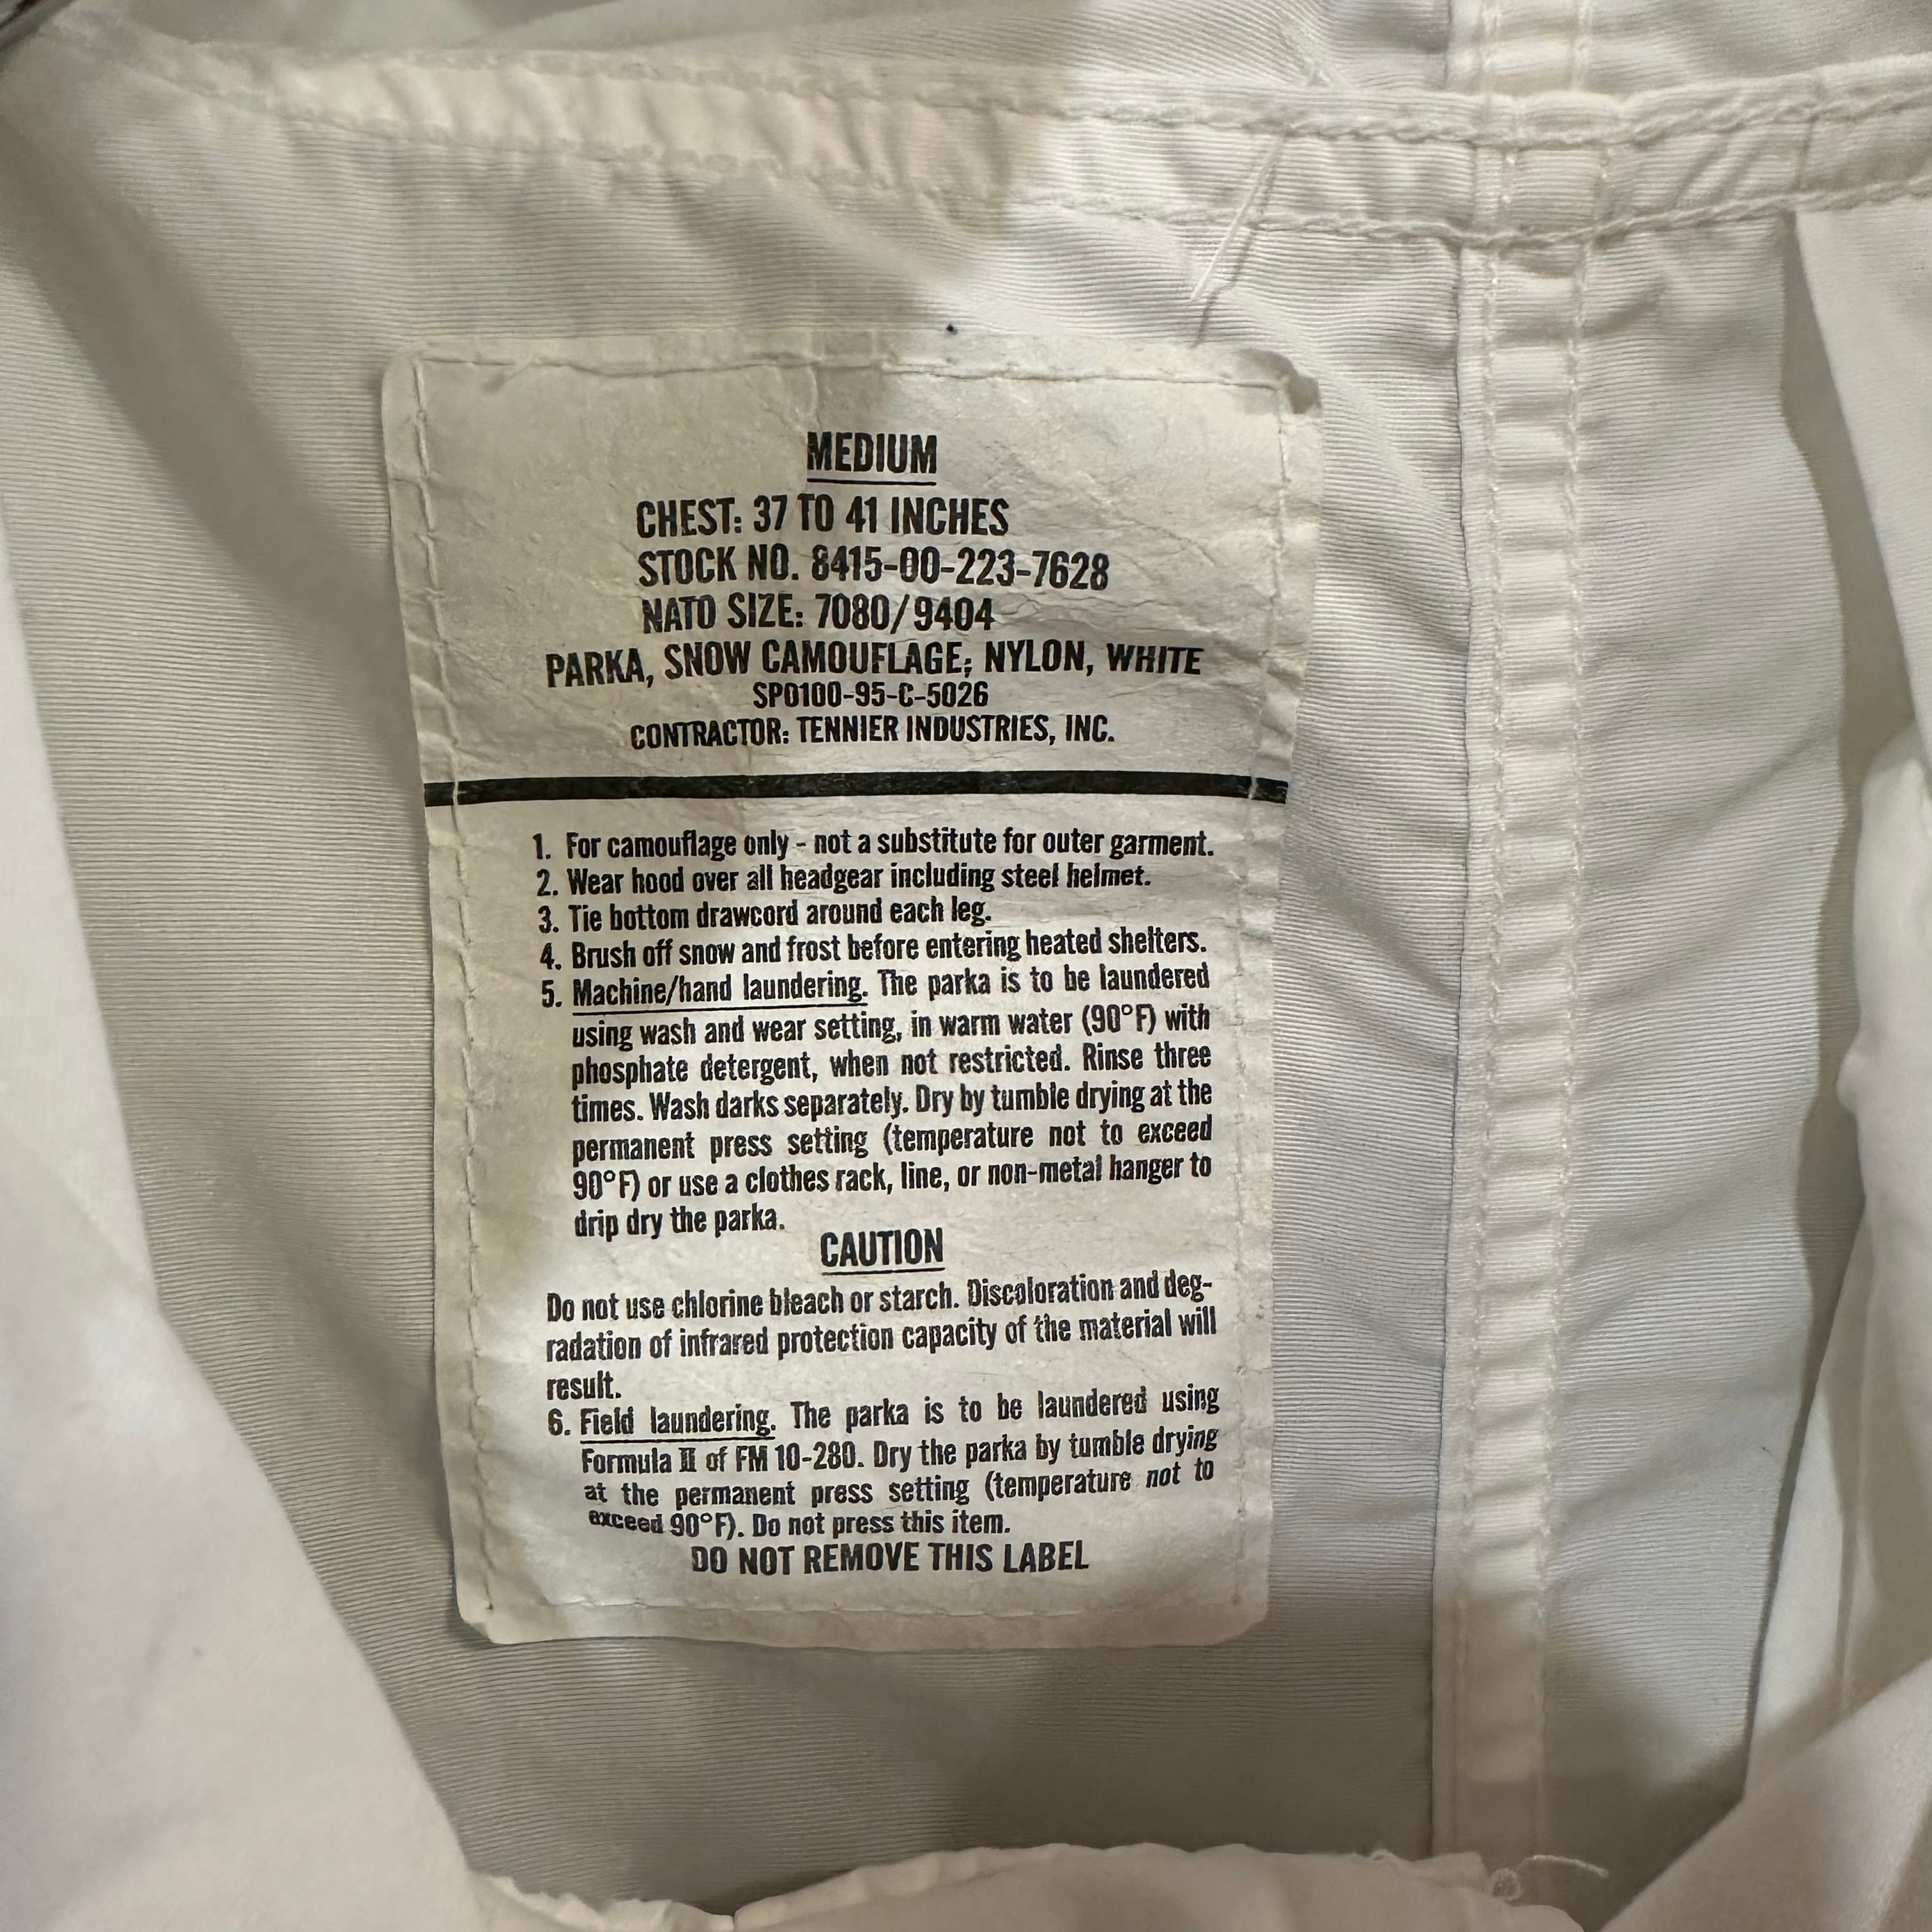 MEDIUM
CHEST: 37 TO 41 INCHES
STOCK NO. 8415-00-223-7628
NATO SIZE: 7080/9404
PARKA, SNOW CAMOUFLAGE; NYLON, WHITE
SPO100-95-C-5026
CONTRACTOR: TENNIER INDUSTRIES, INC.
1. For camouflage only - not a substitute for outer garment.
2. Wear hood over all headgear including steel helmet.
3. Tie bottom drawcord around each leg.
4. Brush off snow and frost before entering heated shelters.
5. Machine/hand laundering. The parka is to be laundered
using wash and wear setting, in warm water (90°F) with
phosphate detergent, when not restricted. Rinse three
times. Wash darks separately. Dry by tumble drying at the
permanent press setting (temperature not to exceed
90°F) or use a clothes rack, line, or non-metal hanger to
drip dry the parka.
CAUTION
Do not use chlorine bleach or starch. Discoloration and deg-
radation of infrared protection capacity of the material will
result.
6. Field laundering. The parka is to be laundered using
Formula II of FM 10-280. Dry the parka by tumble drying
at the permanent press setting (temperature not to
exceed 90°F). Do not press this item.
DO NOT REMOVE THIS LABEL